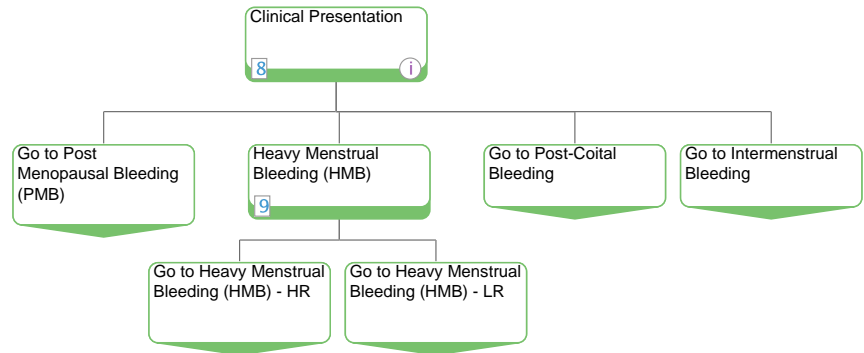 Clinical Presentation
8
i
Go to Post
Menopausal Bleeding
(PMB)
Heavy Menstrual
Bleeding (HMB)
9
Go to Post-Coital
Bleeding
Go to Intermenstrual
Bleeding
Go to Heavy Menstrual
Bleeding (HMB) - HR
Go to Heavy Menstrual
Bleeding (HMB) - LR